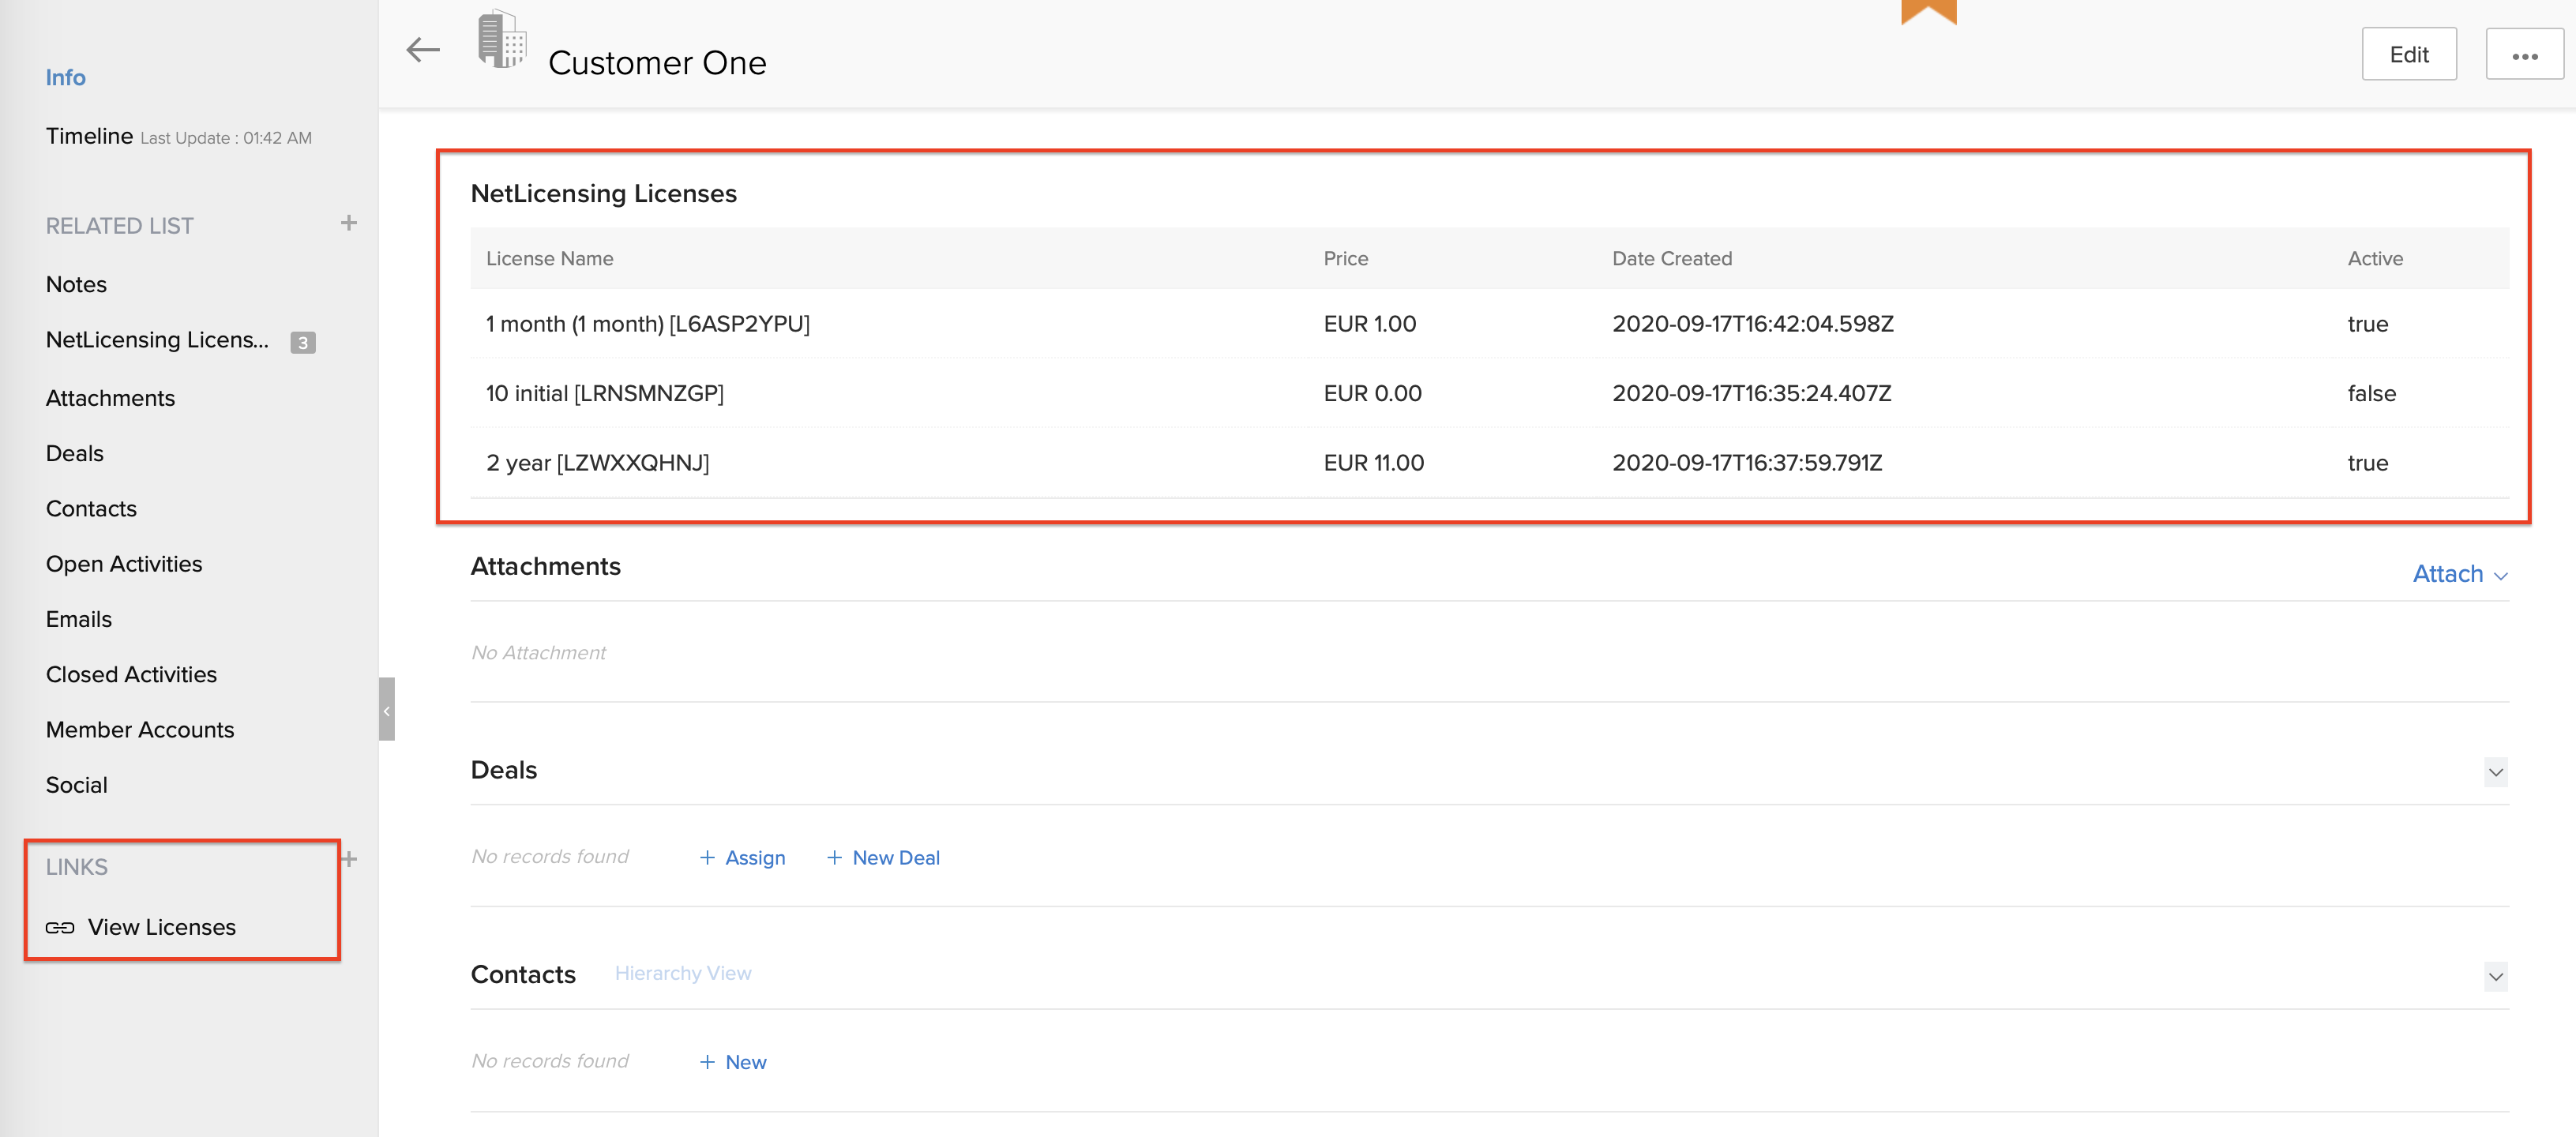 Info
Timeline Last Update : 01:42 AM
RELATED LIST +
Notes
NetLicensing Licens... 3
Attachments
Deals
Contacts
Open Activities
Emails
Closed Activities
Member Accounts
Social
LINKS +
View Licenses
Customer One
Edit
...
NetLicensing Licenses
License Name Price Date Created Active
1 month (1 month) [L6ASP2YPU] EUR 1.00 2020-09-17T16:42:04.598Z true
10 initial [LRNSMNZGP] EUR 0.00 2020-09-17T16:35:24.407Z false
2 year [LZWXXQHNJ] EUR 11.00 2020-09-17T16:37:59.791Z true
Attachments Attach
No Attachment
Deals
No records found + Assign + New Deal
Contacts Hierarchy View
No records found + New